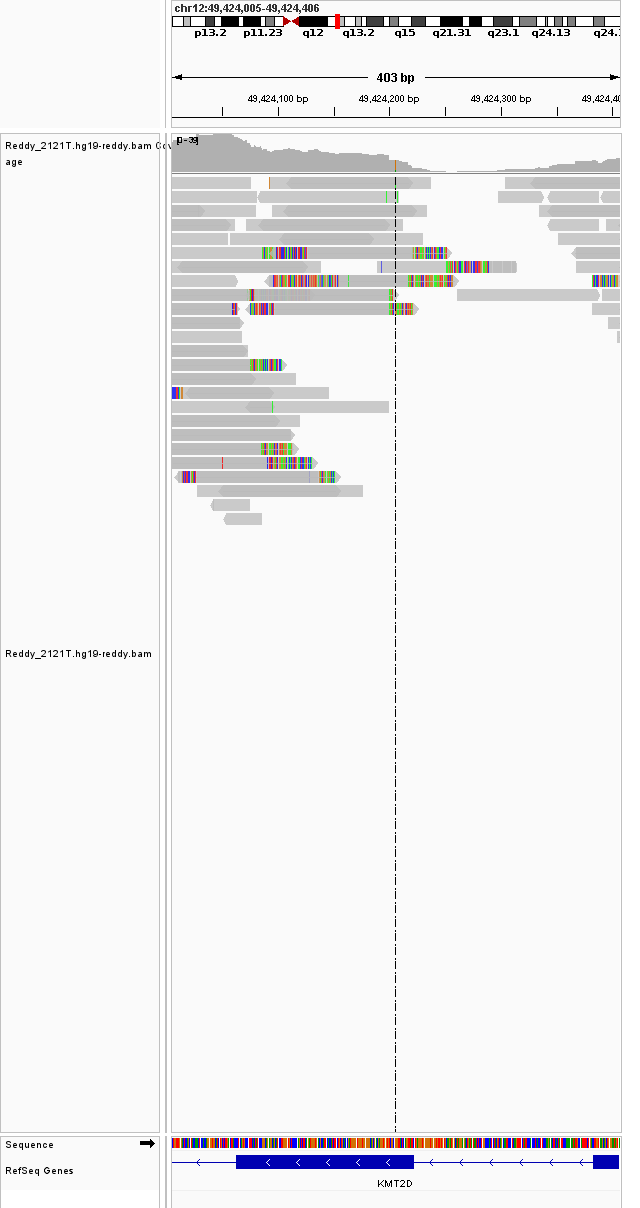 chr12:49,424,005-49,424,406
p13.2 p11.23 q12 q13.2 q15 q21.31 q23.1 q24.13 q24.
403 bp
49,424,100 bp 49,424,200 bp 49,424,300 bp 49,424,40
Reddy_2121T.hg19-reddy.bam Cov
age
[0 - 39]
Reddy_2121T.hg19-reddy.bam
Sequence
RefSeq Genes
KMT2D